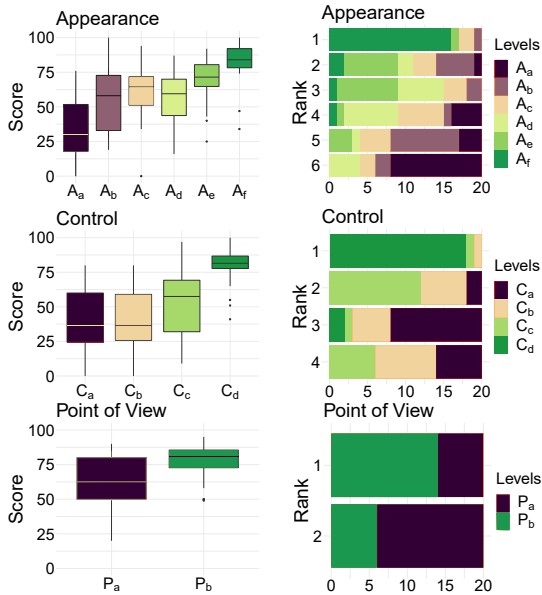 Appearance
Score
100
75
50
25
0
Aa Ab Ac Ad Ae Af
Appearance
Rank
1
2
3
4
5
6
0 5 10 15 20
Levels
Aa
Ab
Ac
Ad
Ae
Af
Control
Score
100
75
50
25
0
Ca Cb Cc Cd
Control
Rank
1
2
3
4
0 5 10 15 20
Levels
Ca
Cb
Cc
Cd
Point of View
Score
100
75
50
25
0
Pa Pb
Point of View
Rank
1
2
0 5 10 15 20
Levels
Pa
Pb